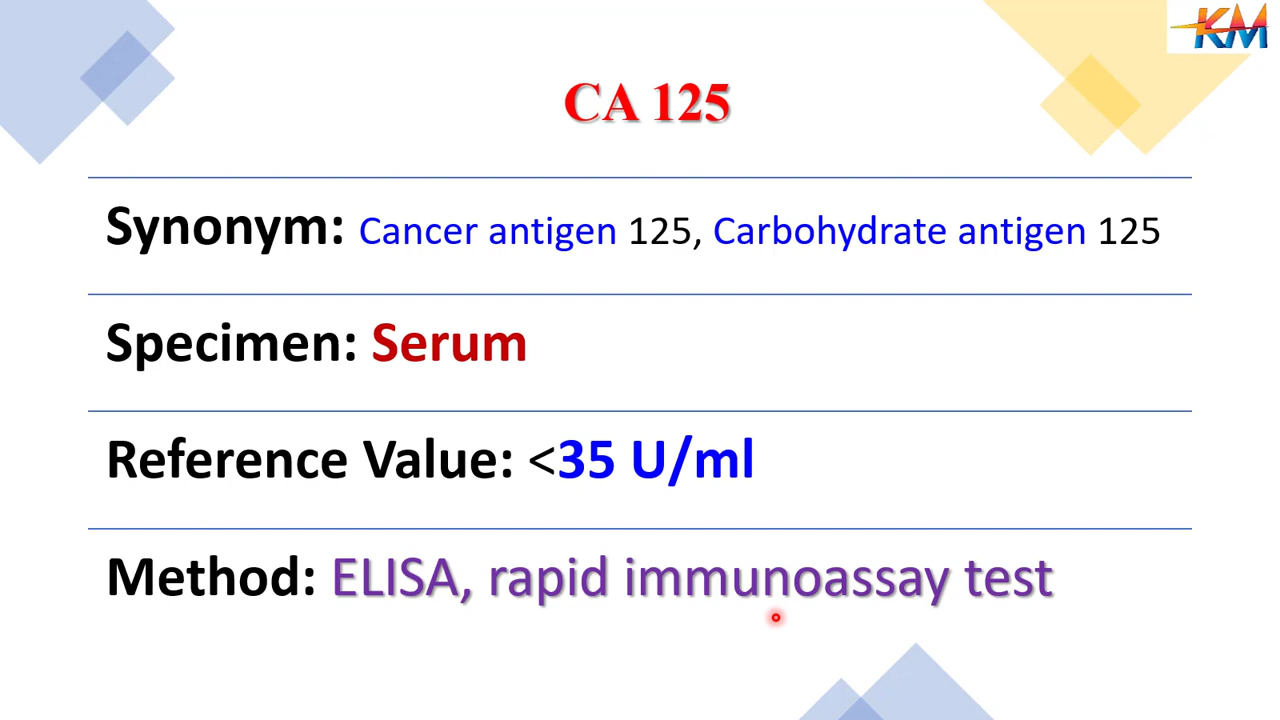 KM
CA 125
Synonym: Cancer antigen 125, Carbohydrate antigen 125
Specimen: Serum
Reference Value: <35 U/ml
Method: ELISA, rapid immunoassay test